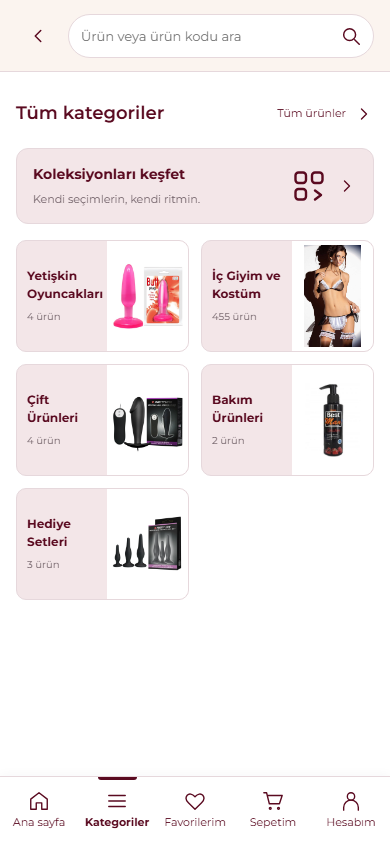 Ürün veya ürün kodu ara
Tüm kategoriler
Tüm ürünler
Koleksiyonları keşfet
Kendi seçimlerin, kendi ritmin.
Yetişkin
Oyuncakları
4 ürün
İç Giyim ve
Kostüm
455 ürün
Çift
Ürünleri
4 ürün
Bakım
Ürünleri
2 ürün
Hediye
Setleri
3 ürün
Ana sayfa
Kategoriler
Favorilerim
Sepetim
Hesabım